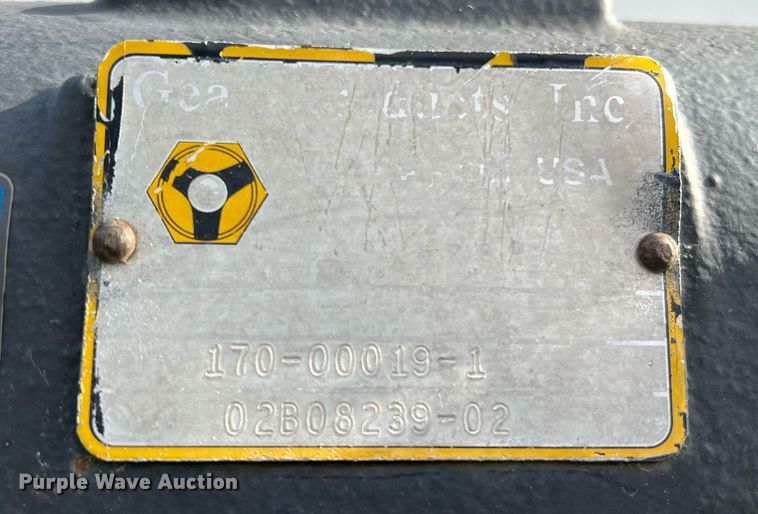 Inc
USA
170-00019-1
02B08239-02
Purple Wave Auction